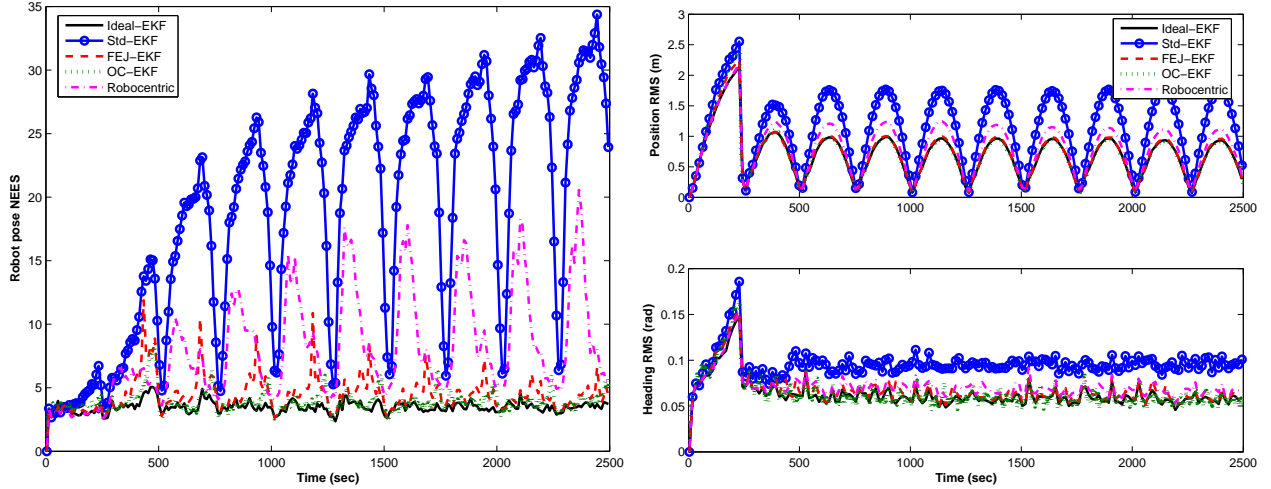 35
30
25
20
15
10
5
0
0
500
1000
1500
2000
2500
Robot pose NEES
Time (sec)
Ideal−EKF
Std−EKF
FEJ−EKF
OC−EKF
Robocentric
3
2.5
2
1.5
1
0.5
0
0
500
1000
1500
2000
2500
Position RMS (m)
Ideal−EKF
Std−EKF
FEJ−EKF
OC−EKF
Robocentric
0.2
0.15
0.1
0.05
0
0
500
1000
1500
2000
2500
Heading RMS (rad)
Time (sec)